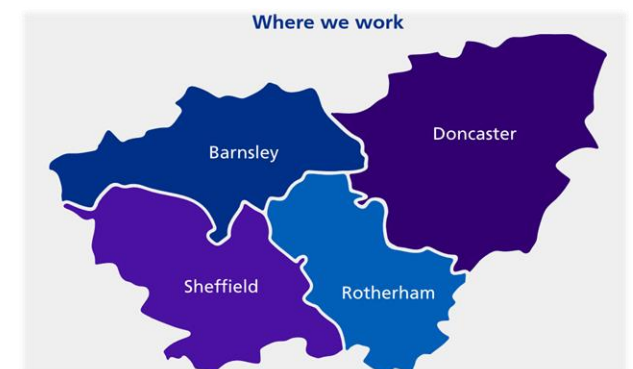 Where we work
Doncaster
Barnsley
Sheffield
Rotherham